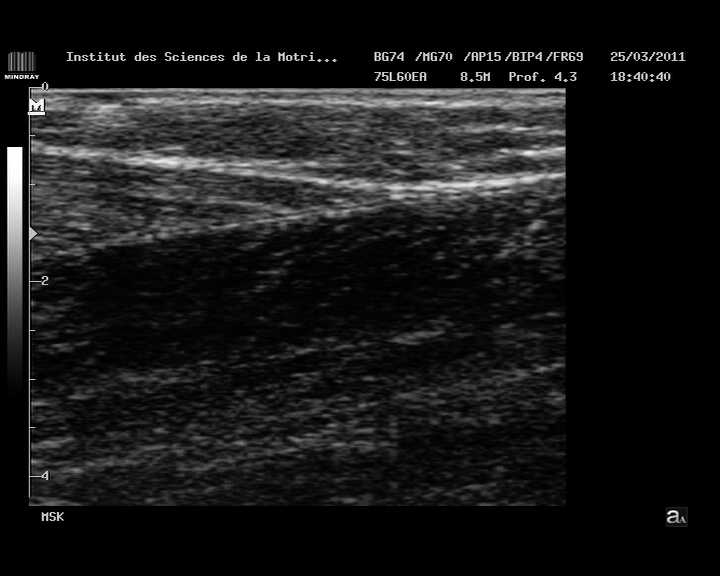 Institut des Sciences de la Motri... BG74 /MG70 /AP15/BIP4/FR69 25/03/2011
MINDRAY 75L60EA 8.5M Prof. 4.3 18:40:40
0
M
2
4
MSK
aA